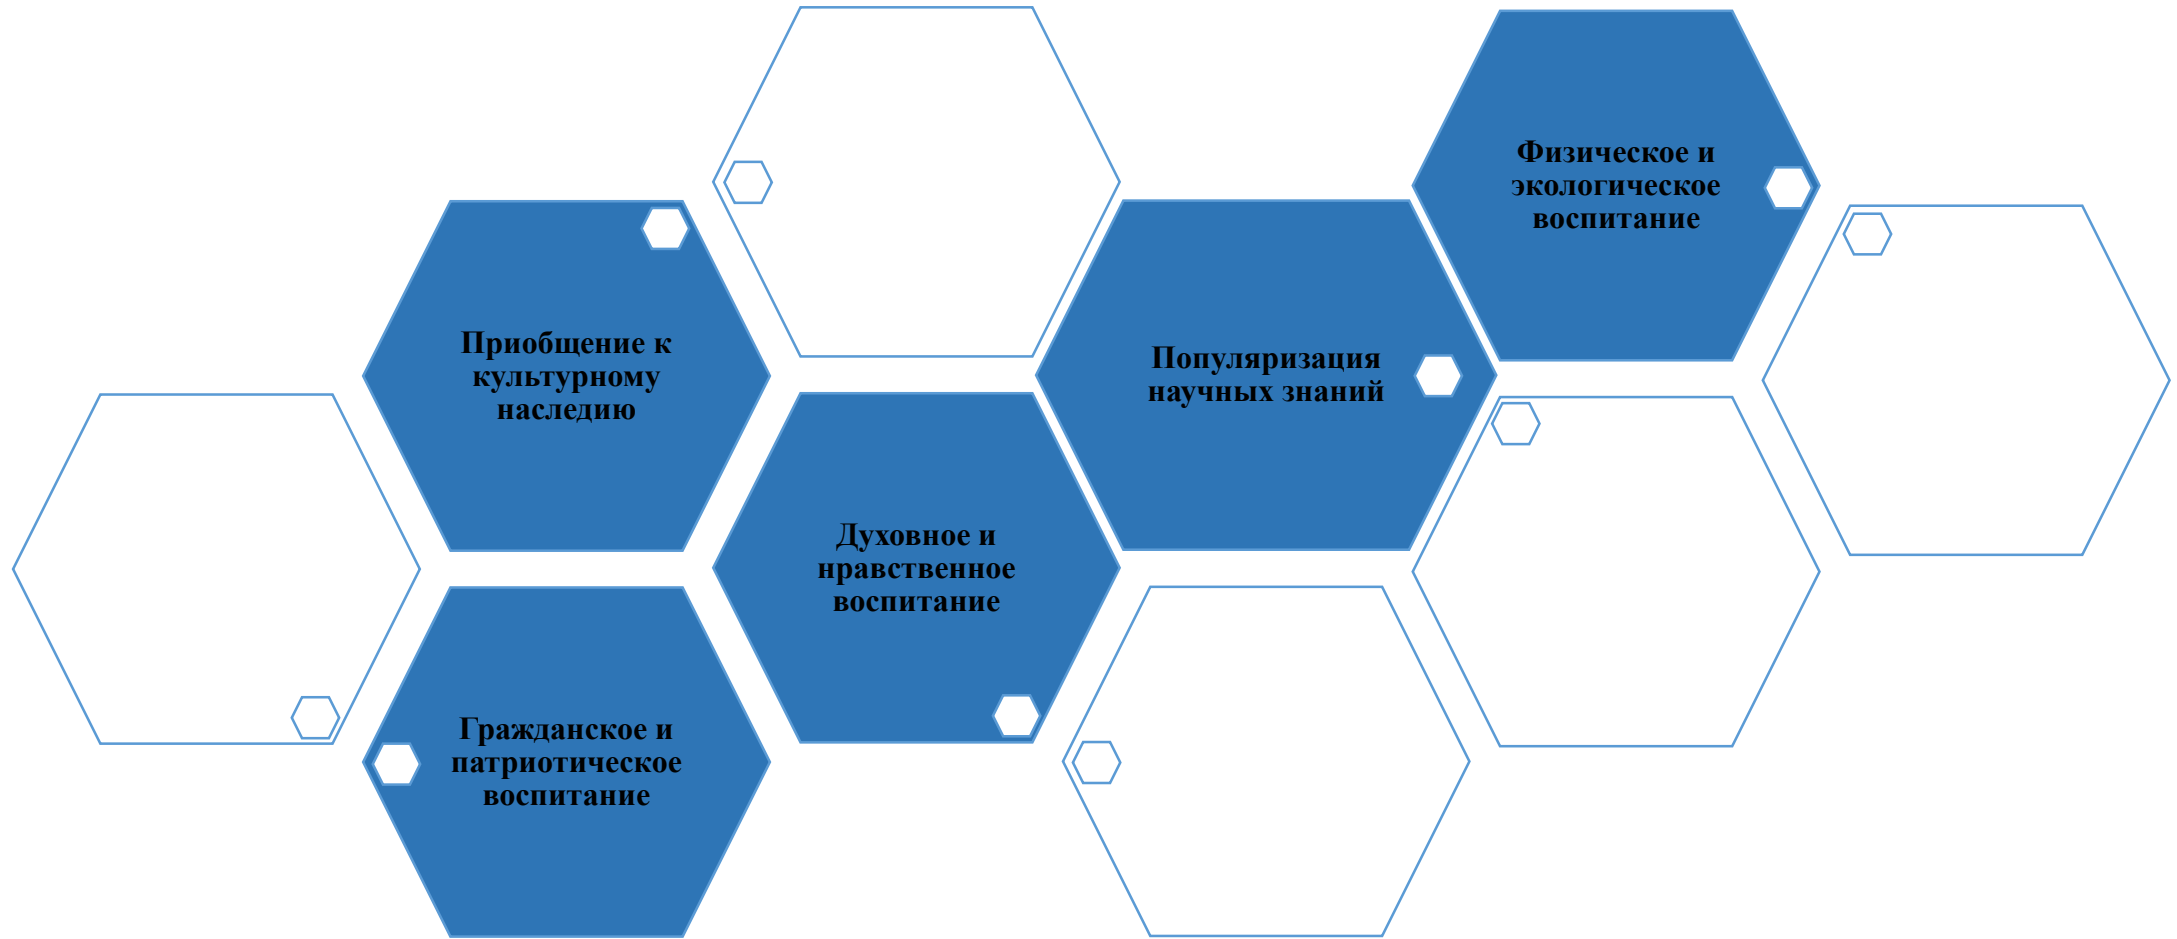 Физическое и
экологическое
воспитание
Приобщение к
культурному
наследию
Популяризация
научных знаний
Духовное и
нравственное
воспитание
Гражданское и
патриотическое
воспитание